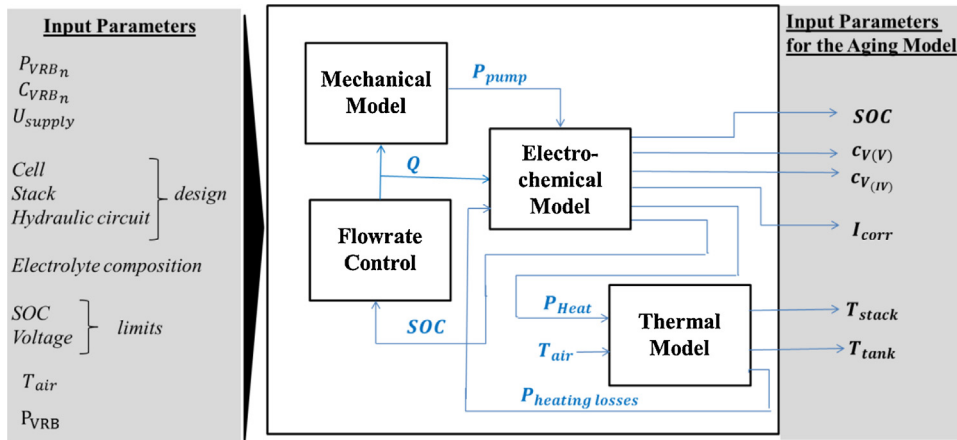 Input Parameters
P_VRB_n
C_VRB_n
U_supply
Cell
Stack
Hydraulic circuit
design
Electrolyte composition
SOC
Voltage
limits
T_air
P_VRB
Mechanical
Model
P_pump
Q
Flowrate
Control
SOC
Electro-
chemical
Model
P_Heat
T_air
Thermal
Model
P_heating losses
Input Parameters
for the Aging Model
SOC
c_V(V)
c_V(IV)
I_corr
T_stack
T_tank